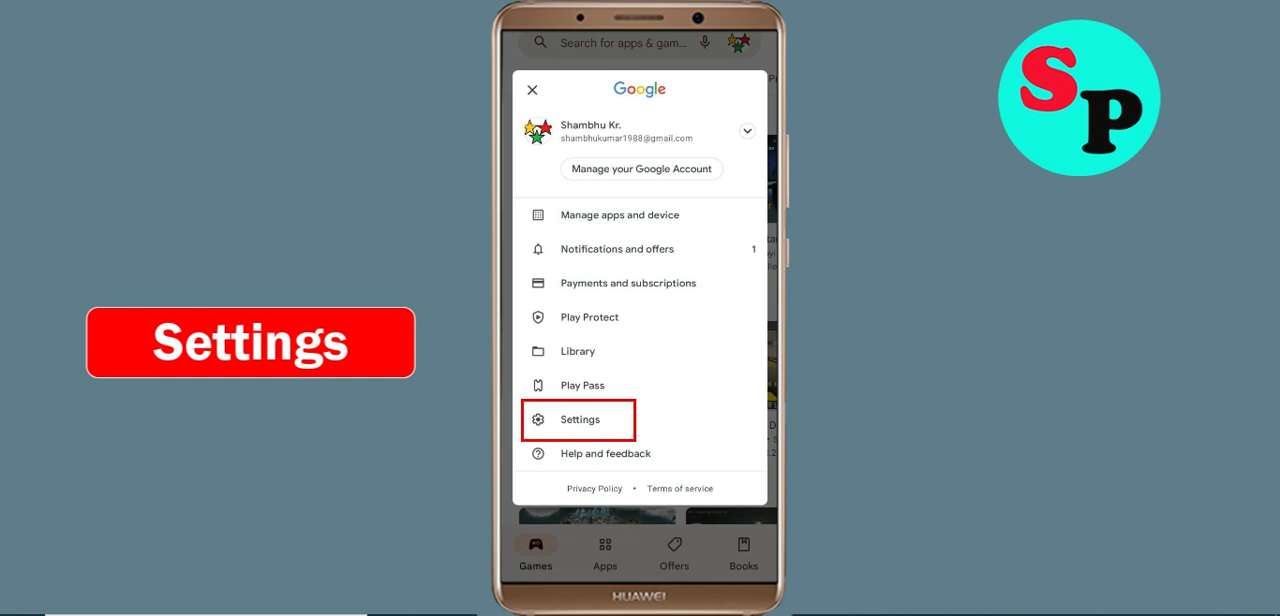 Search for apps & gam...
Google
Shambhu Kr.
shambhukumar1988@gmail.com
Manage your Google Account
Manage apps and device
Notifications and offers 1
Payments and subscriptions
Play Protect
Library
Play Pass
Settings
Help and feedback
Privacy Policy • Terms of service
Games Apps Offers Books
HUAWEI
Settings
SP